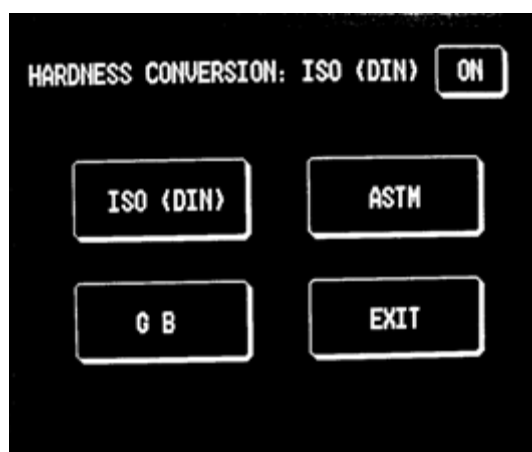 HARDNESS CONVERSION: ISO (DIN) ON
ISO (DIN) ASTM
G B EXIT